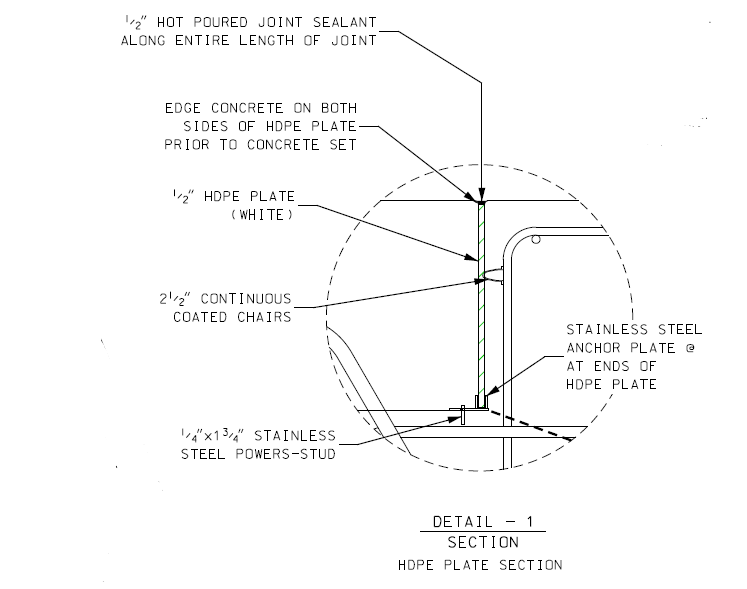 1/2" HOT POURED JOINT SEALANT
ALONG ENTIRE LENGTH OF JOINT
EDGE CONCRETE ON BOTH
SIDES OF HDPE PLATE
PRIOR TO CONCRETE SET
1/2" HDPE PLATE
(WHITE)
2 1/2" CONTINUOUS
COATED CHAIRS
STAINLESS STEEL
ANCHOR PLATE @
AT ENDS OF
HDPE PLATE
1/4"x1 3/4" STAINLESS
STEEL POWERS-STUD
DETAIL - 1
SECTION
HDPE PLATE SECTION